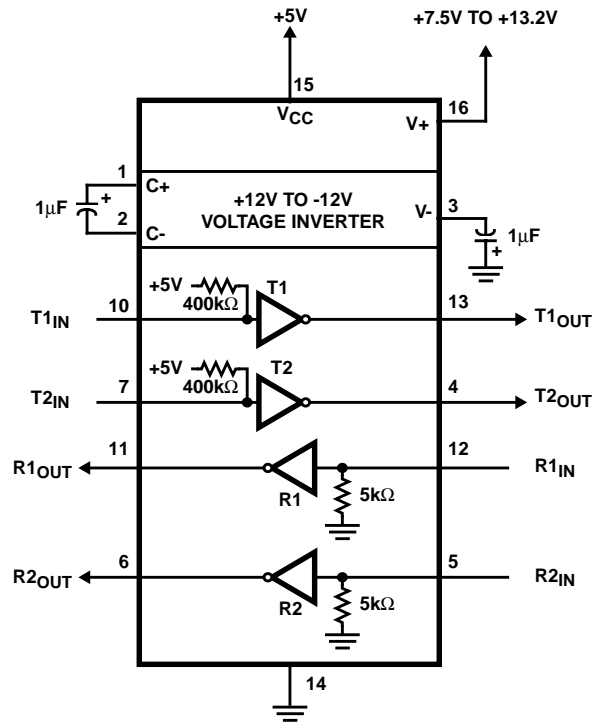 +5V
+7.5V TO +13.2V
15
VCC
16
V+
1
C+
+12V TO -12V
VOLTAGE INVERTER
V-
3
1µF
+
2
C-
1µF
+
+5V
400kΩ
T1
T1IN
10
13
T1OUT
+5V
400kΩ
T2
T2IN
7
4
T2OUT
R1OUT
11
12
R1IN
R1
5kΩ
R2OUT
6
5
R2IN
R2
5kΩ
14